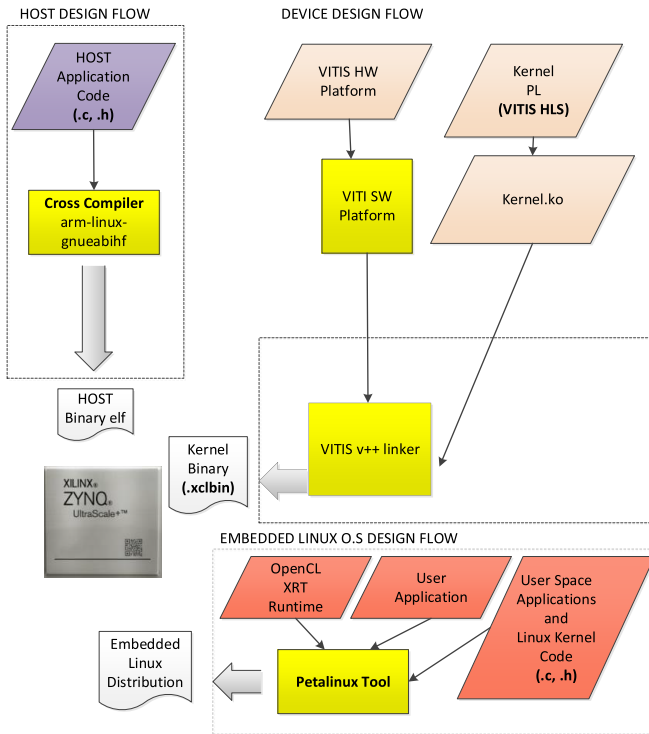 HOST DESIGN FLOW
HOST
Application
Code
(.c, .h)
Cross Compiler
arm-linux-
gnueabihf
HOST
Binary elf
DEVICE DESIGN FLOW
VITIS HW
Platform
VITI SW
Platform
Kernel
PL
(VITIS HLS)
Kernel.ko
VITIS v++ linker
Kernel
Binary
(.xclbin)
XILINX®
ZYNQ®
UltraScale+™
EMBEDDED LINUX O.S DESIGN FLOW
OpenCL
XRT
Runtime
User
Application
User Space
Applications
and
Linux Kernel
Code
(.c, .h)
Petalinux Tool
Embedded
Linux
Distribution